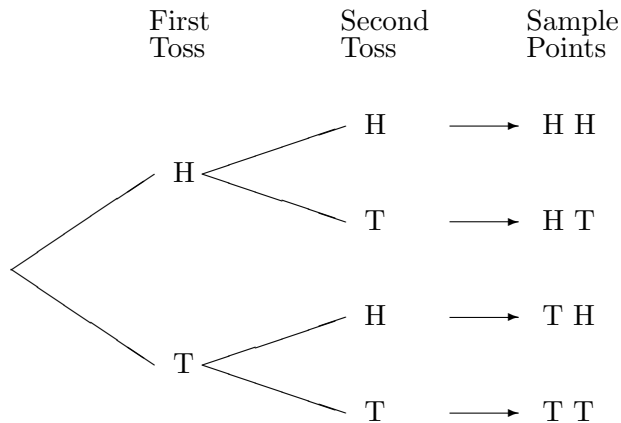 First Second Sample
Toss Toss Points
H H H
H
T H T
H T H
T
T T T